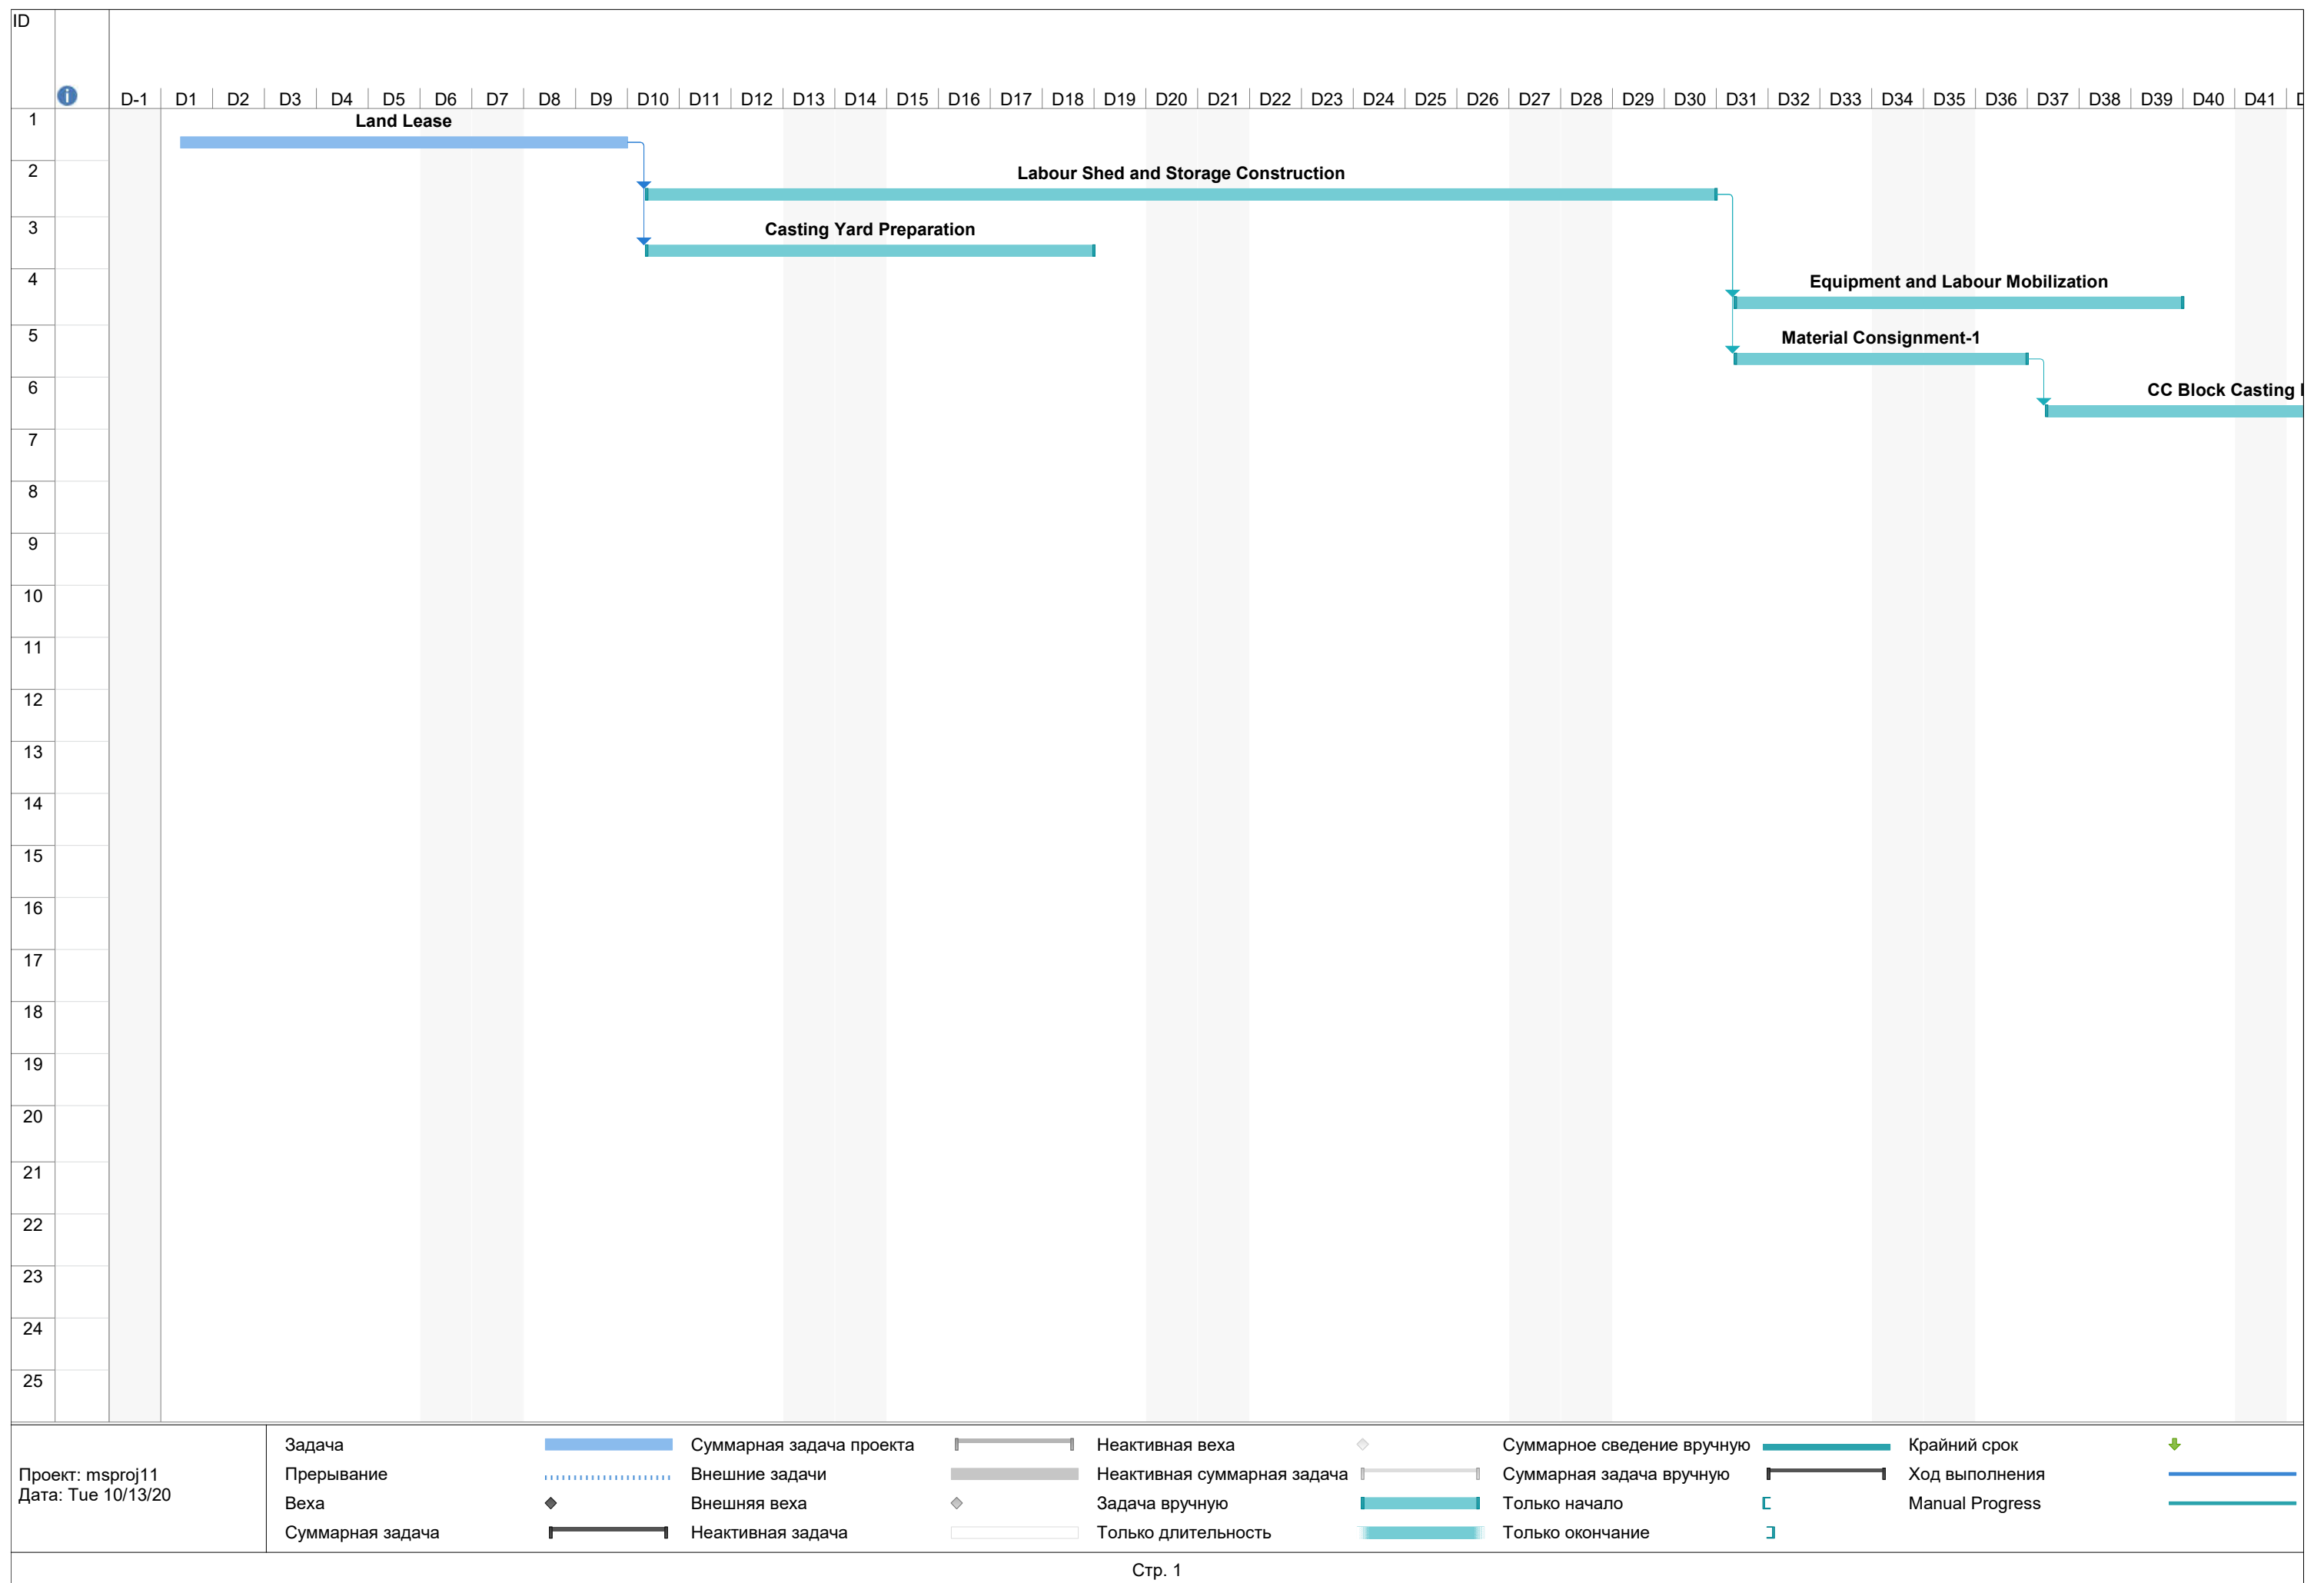 ID
D-1 D1 D2 D3 D4 D5 D6 D7 D8 D9 D10 D11 D12 D13 D14 D15 D16 D17 D18 D19 D20 D21 D22 D23 D24 D25 D26 D27 D28 D29 D30 D31 D32 D33 D34 D35 D36 D37 D38 D39 D40 D41
1 Land Lease
2 Labour Shed and Storage Construction
3 Casting Yard Preparation
4 Equipment and Labour Mobilization
5 Material Consignment-1
6 CC Block Casting
7
8
9
10
11
12
13
14
15
16
17
18
19
20
21
22
23
24
25
Проект: msproj11
Дата: Tue 10/13/20
Задача
Прерывание
Веха
Суммарная задача
Суммарная задача проекта
Внешние задачи
Внешняя веха
Неактивная задача
Неактивная веха
Неактивная суммарная задача
Задача вручную
Только длительность
Суммарное сведение вручную
Суммарная задача вручную
Только начало
Только окончание
Крайний срок
Ход выполнения
Manual Progress
Стр. 1